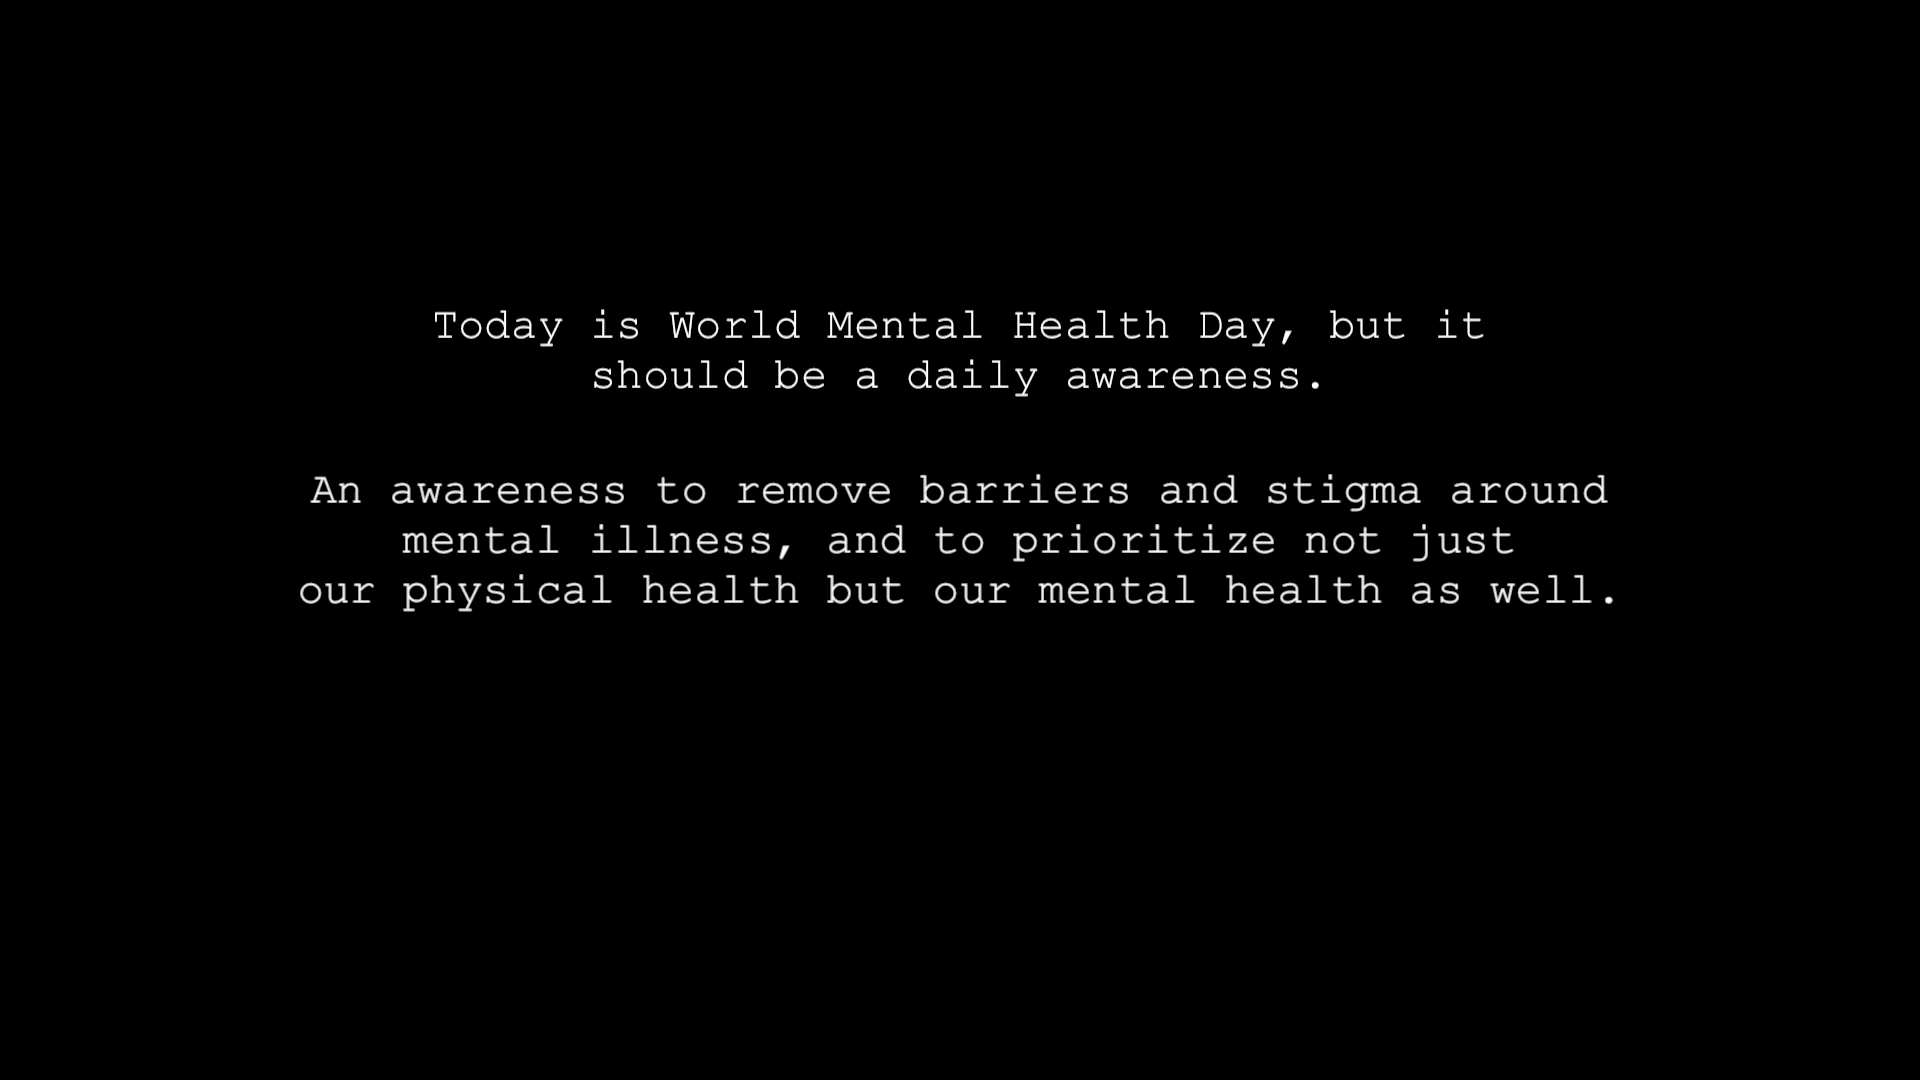 Today is World Mental Health Day, but it
should be a daily awareness.
An awareness to remove barriers and stigma around
mental illness, and to prioritize not just
our physical health but our mental health as well.